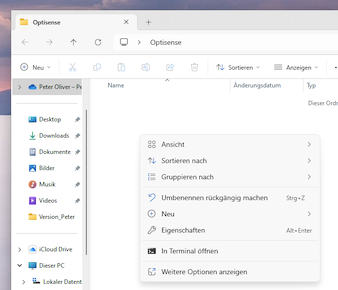 Optisense
Optisense
Neu
Sortieren
Anzeigen
Peter Oliver – Pe
Name
Änderungsdatum
Typ
Dieser Ordn
Desktop
Downloads
Dokumente
Bilder
Musik
Videos
Version_Peter
iCloud Drive
Dieser PC
Lokaler Datent
Ansicht
Sortieren nach
Gruppieren nach
Umbenennen rückgängig machen Strg+Z
Neu
Eigenschaften Alt+Enter
In Terminal öffnen
Weitere Optionen anzeigen